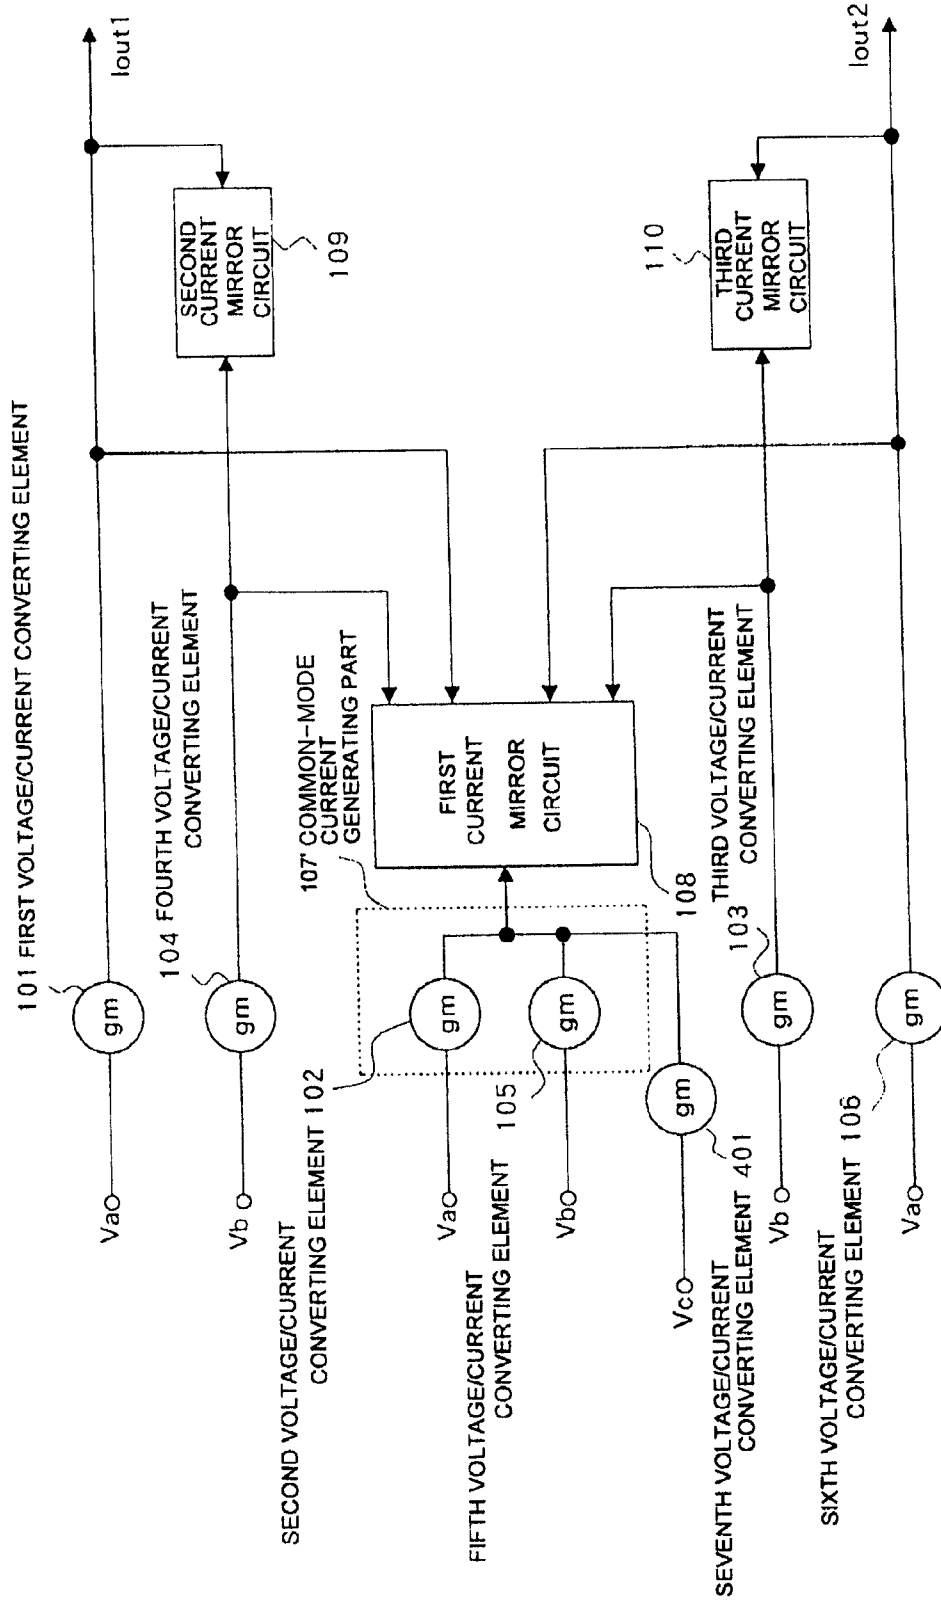 101 FIRST VOLTAGE/CURRENT CONVERTING ELEMENT
Va
gm
Iout1
104 FOURTH VOLTAGE/CURRENT
CONVERTING ELEMENT
Vb
gm
SECOND
CURRENT
MIRROR
CIRCUIT
109
SECOND VOLTAGE/CURRENT
CONVERTING ELEMENT 102
107' COMMON-MODE
CURRENT
GENERATING PART
Va
gm
FIRST
CURRENT
MIRROR
CIRCUIT
108
FIFTH VOLTAGE/CURRENT
CONVERTING ELEMENT
105
Vb
gm
Vc
gm
SEVENTH VOLTAGE/CURRENT
CONVERTING ELEMENT 401
THIRD VOLTAGE/CURRENT
CONVERTING ELEMENT
103
Vb
gm
110
THIRD
CURRENT
MIRROR
CIRCUIT
SIXTH VOLTAGE/CURRENT
CONVERTING ELEMENT 106
Va
gm
Iout2